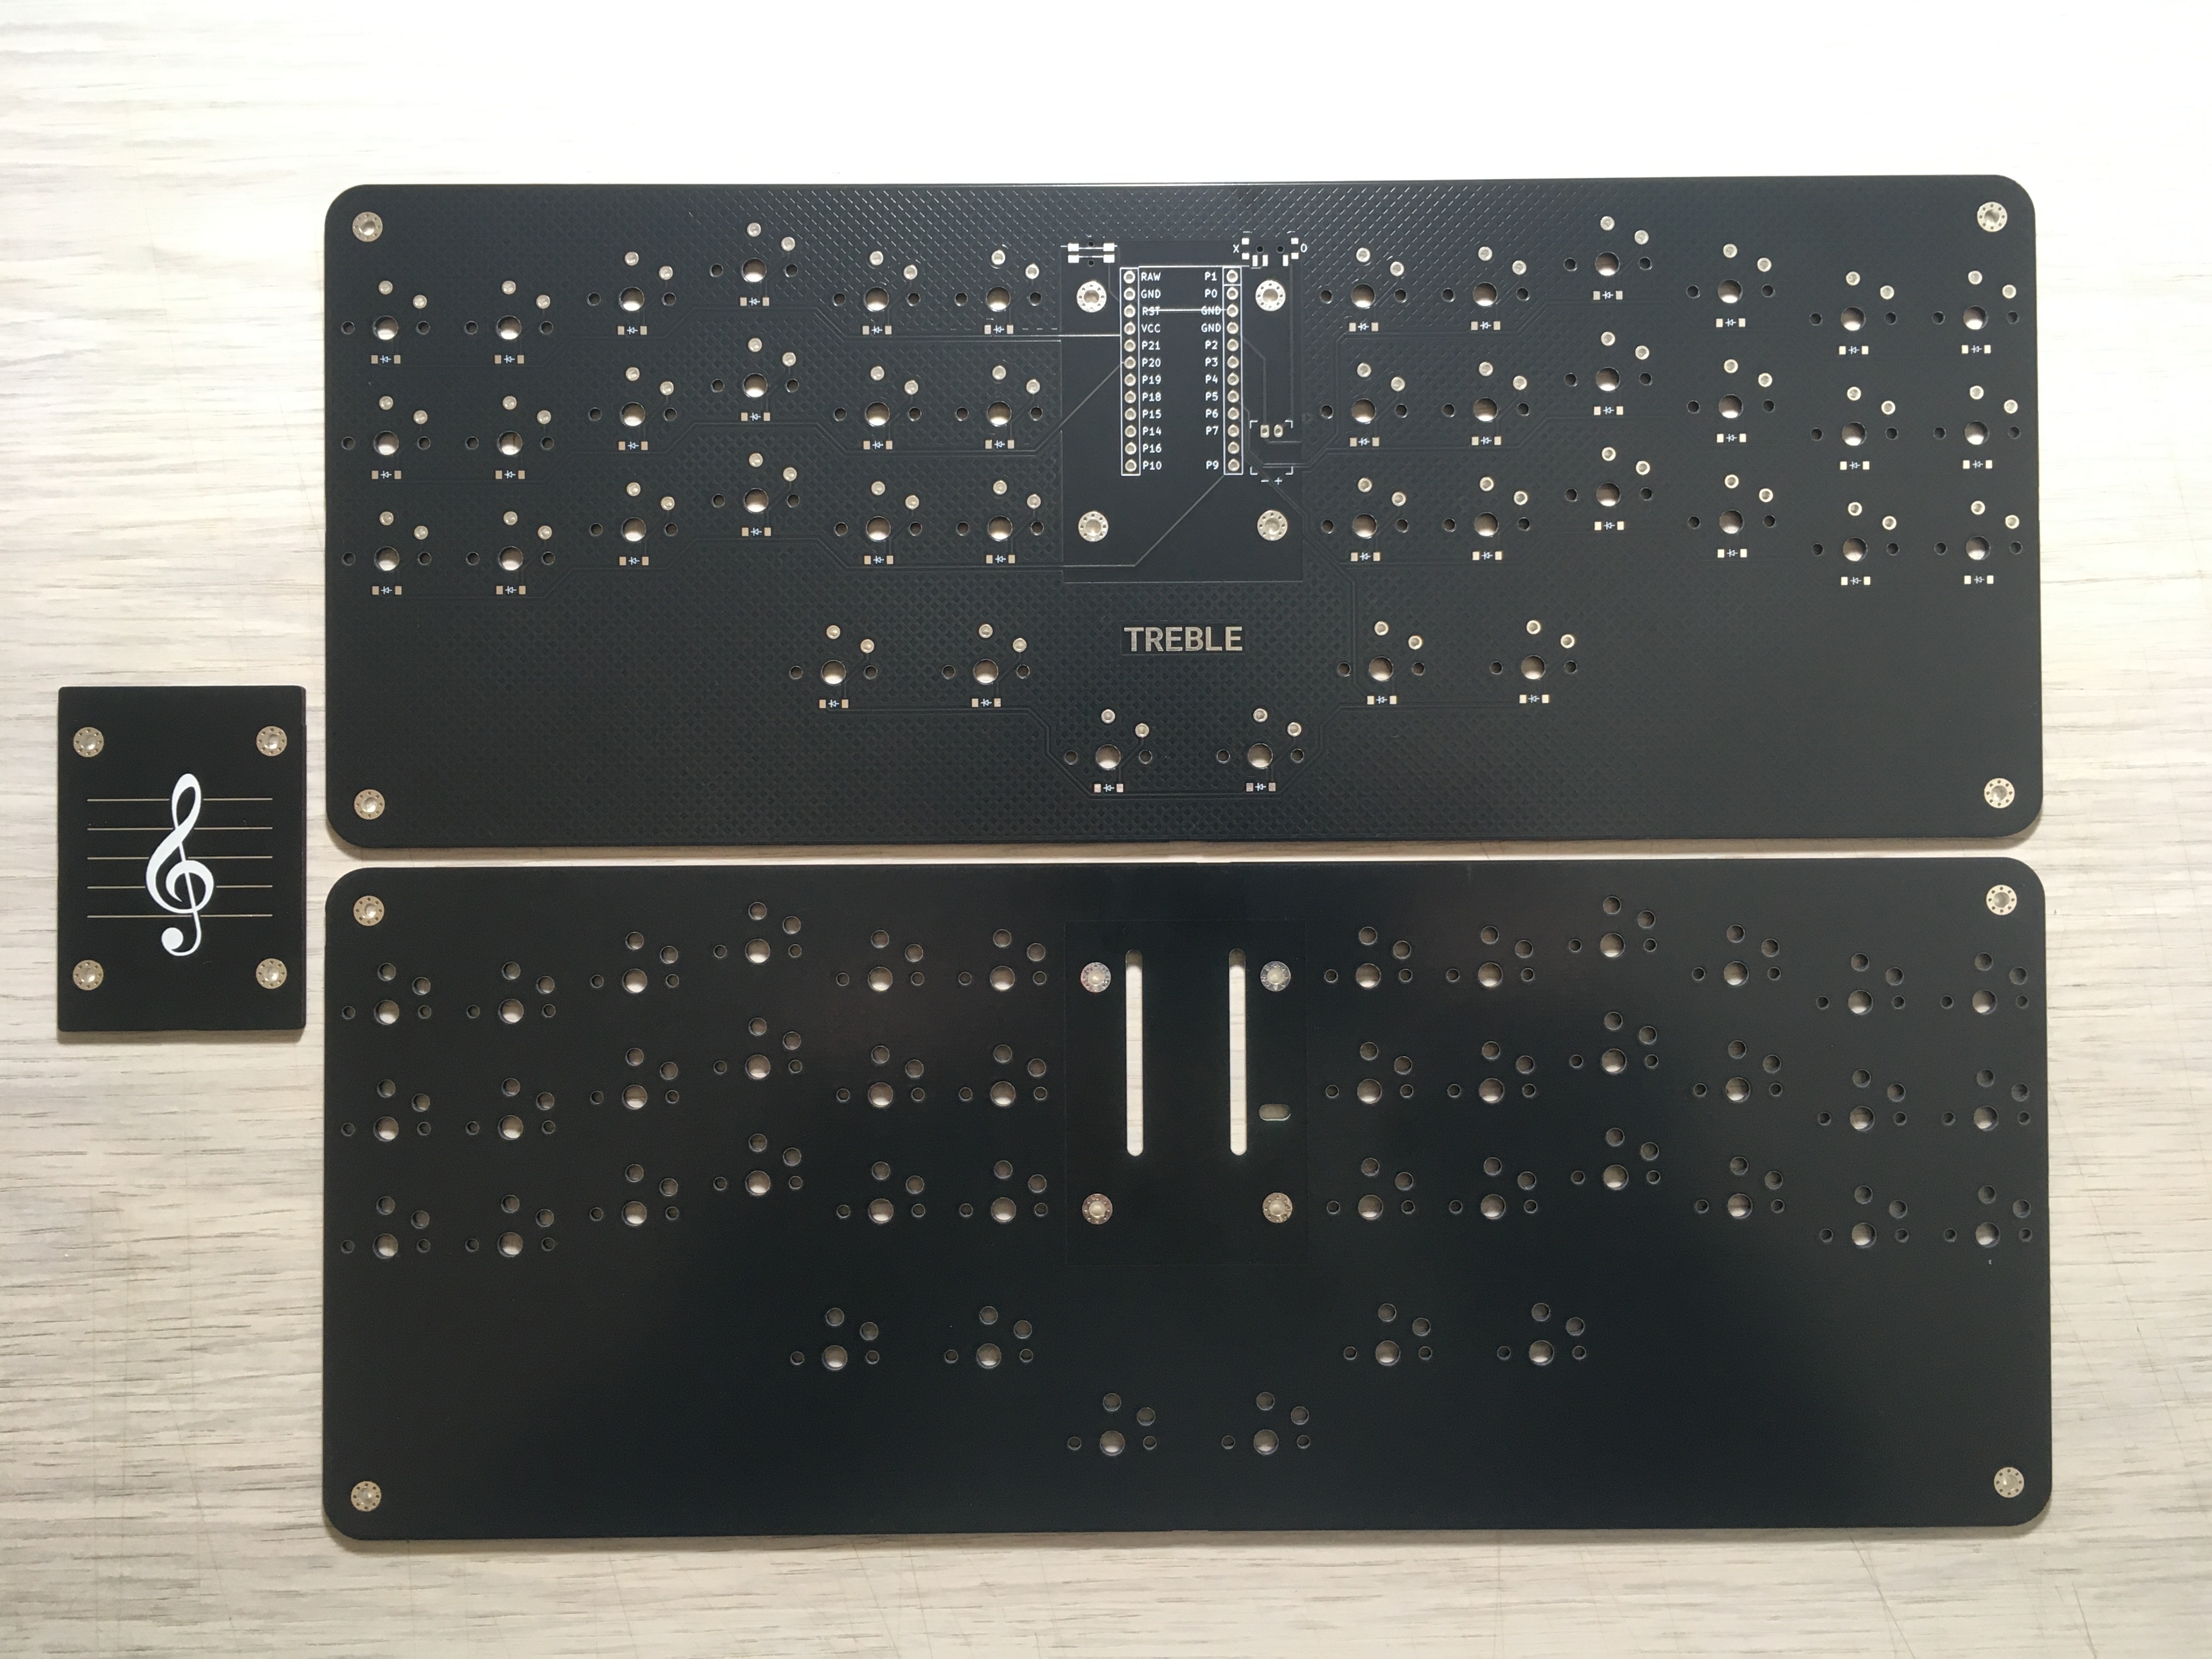 X O
RAW P1
GND P0
RST GND
VCC GND
P21 P2
P20 P3
P19 P4
P18 P5
P15 P6
P14 P7
P16
P10 P9
- +
TREBLE